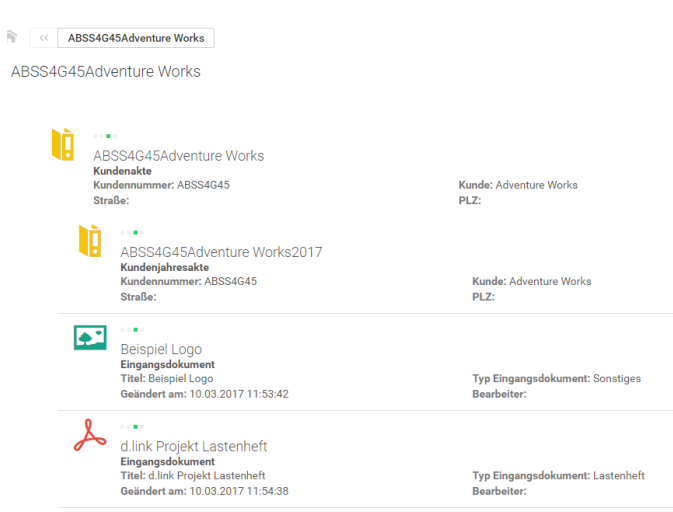 « ABSS4G45Adventure Works
ABSS4G45Adventure Works
ABSS4G45Adventure Works
Kundenakte
Kundennummer: ABSS4G45 Kunde: Adventure Works
Straße: PLZ:
ABSS4G45Adventure Works2017
Kundenjahresakte
Kundennummer: ABSS4G45 Kunde: Adventure Works
Straße: PLZ:
Beispiel Logo
Eingangsdokument
Titel: Beispiel Logo Typ Eingangsdokument: Sonstiges
Geändert am: 10.03.2017 11:53:42 Bearbeiter:
d.link Projekt Lastenheft
Eingangsdokument
Titel: d.link Projekt Lastenheft Typ Eingangsdokument: Lastenheft
Geändert am: 10.03.2017 11:54:38 Bearbeiter: